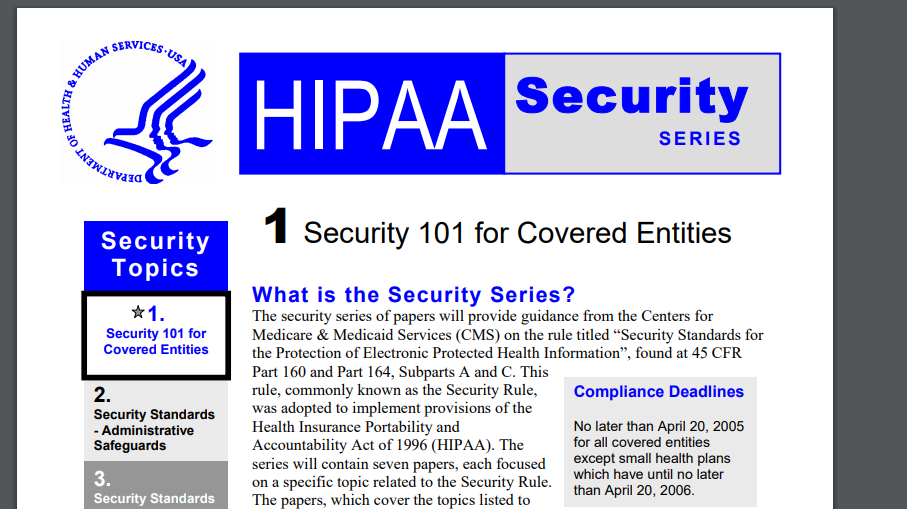 DEPARTMENT OF HEALTH & HUMAN SERVICES · USA
HIPAA Security
SERIES
1 Security 101 for Covered Entities
Security
Topics
1.
Security 101 for
Covered Entities
2.
Security Standards
- Administrative
Safeguards
3.
Security Standards
What is the Security Series?
The security series of papers will provide guidance from the Centers for
Medicare & Medicaid Services (CMS) on the rule titled “Security Standards for
the Protection of Electronic Protected Health Information”, found at 45 CFR
Part 160 and Part 164, Subparts A and C. This
rule, commonly known as the Security Rule,
was adopted to implement provisions of the
Health Insurance Portability and
Accountability Act of 1996 (HIPAA). The
series will contain seven papers, each focused
on a specific topic related to the Security Rule.
The papers, which cover the topics listed to
Compliance Deadlines
No later than April 20, 2005
for all covered entities
except small health plans
which have until no later
than April 20, 2006.